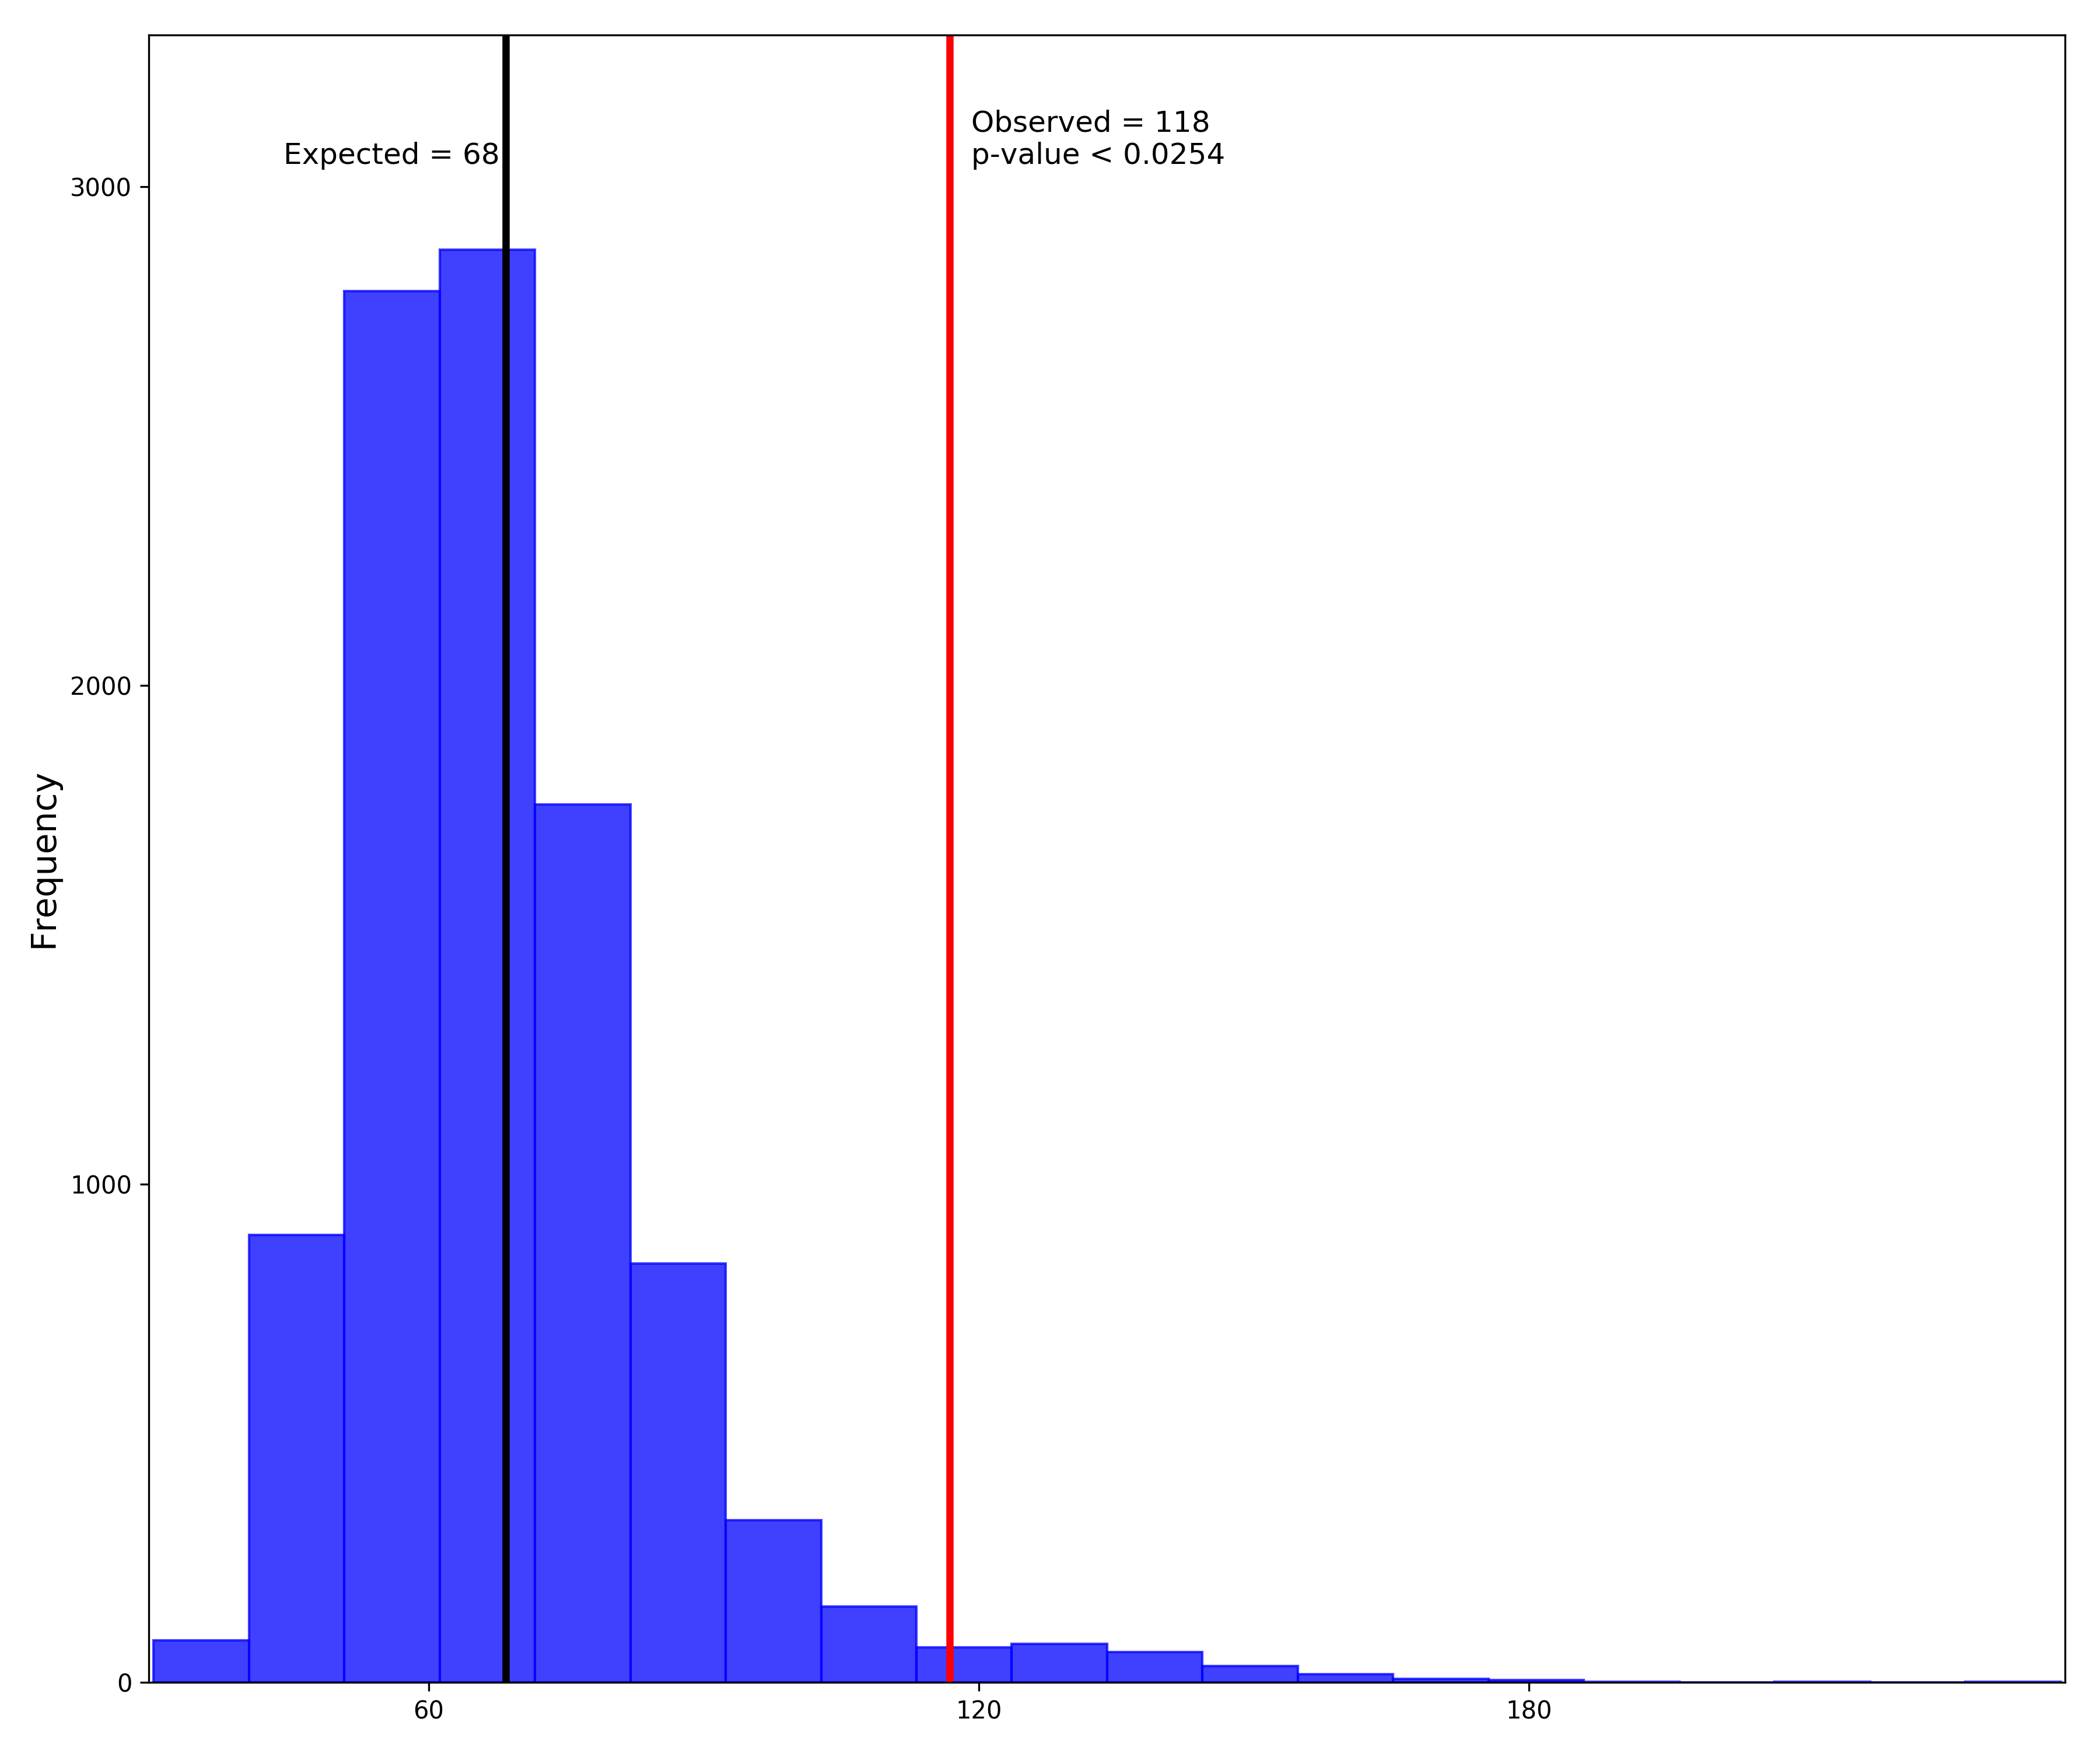 Observed = 118
Expected = 68
p-value < 0.0254
3000
2000
1000
0
Frequency
60
120
180